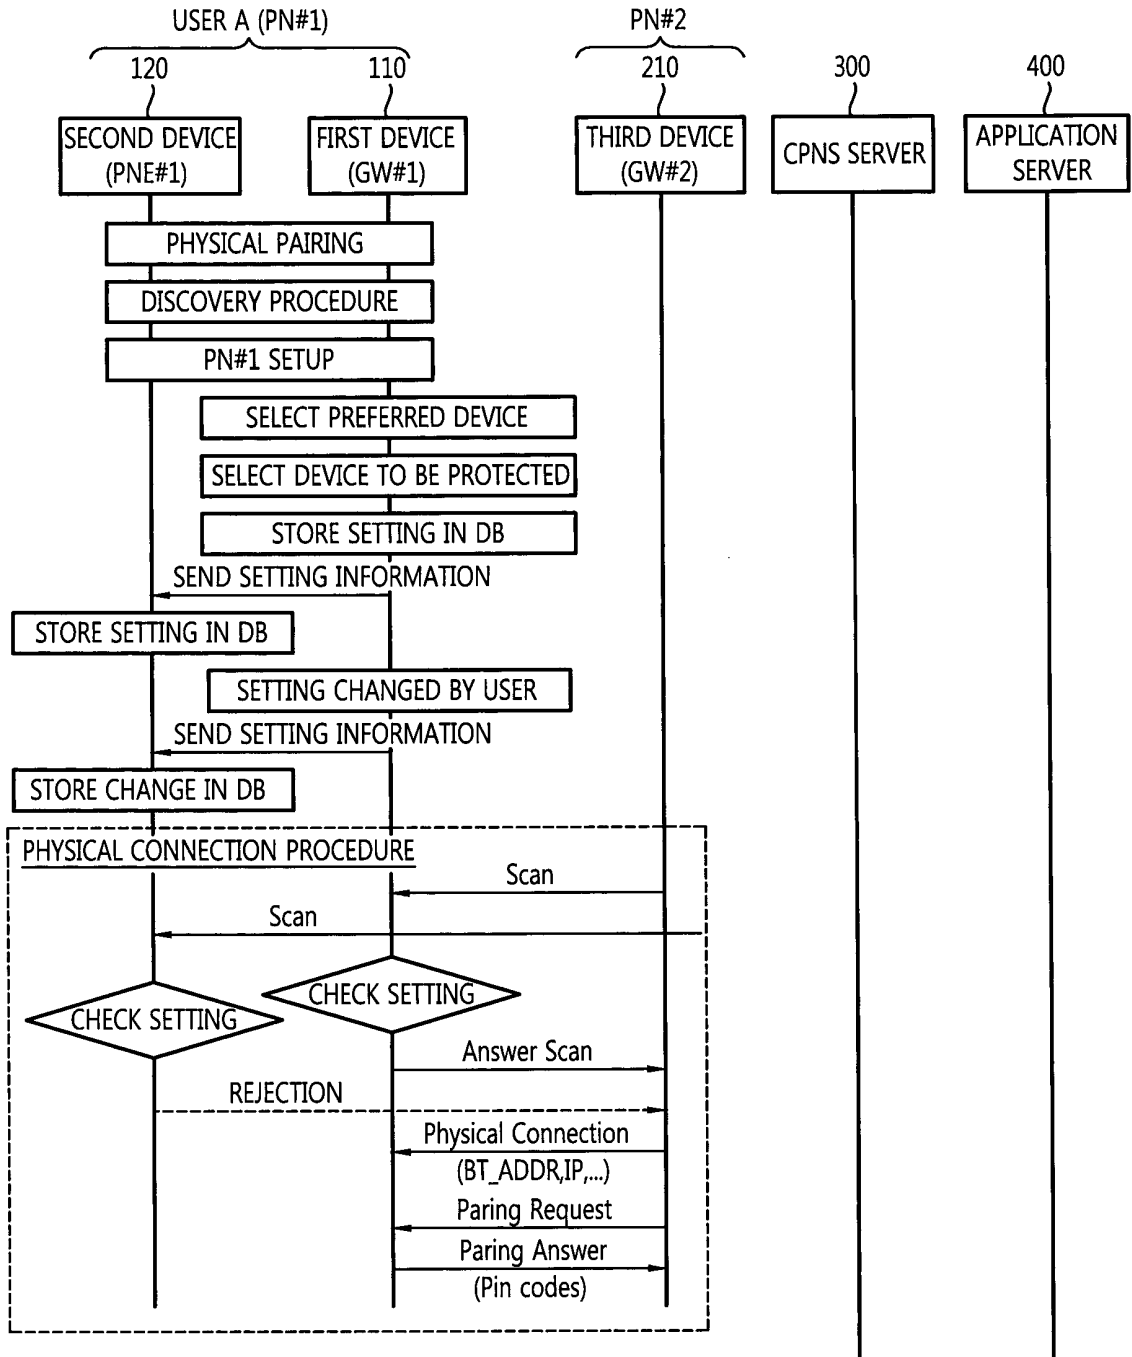 USER A (PN#1)
PN#2
120
110
210
300
400
SECOND DEVICE
(PNE#1)
FIRST DEVICE
(GW#1)
THIRD DEVICE
(GW#2)
CPNS SERVER
APPLICATION
SERVER
PHYSICAL PAIRING
DISCOVERY PROCEDURE
PN#1 SETUP
SELECT PREFERRED DEVICE
SELECT DEVICE TO BE PROTECTED
STORE SETTING IN DB
SEND SETTING INFORMATION
STORE SETTING IN DB
SETTING CHANGED BY USER
SEND SETTING INFORMATION
STORE CHANGE IN DB
PHYSICAL CONNECTION PROCEDURE
Scan
Scan
CHECK SETTING
CHECK SETTING
Answer Scan
REJECTION
Physical Connection
(BT_ADDR,IP,...)
Paring Request
Paring Answer
(Pin codes)